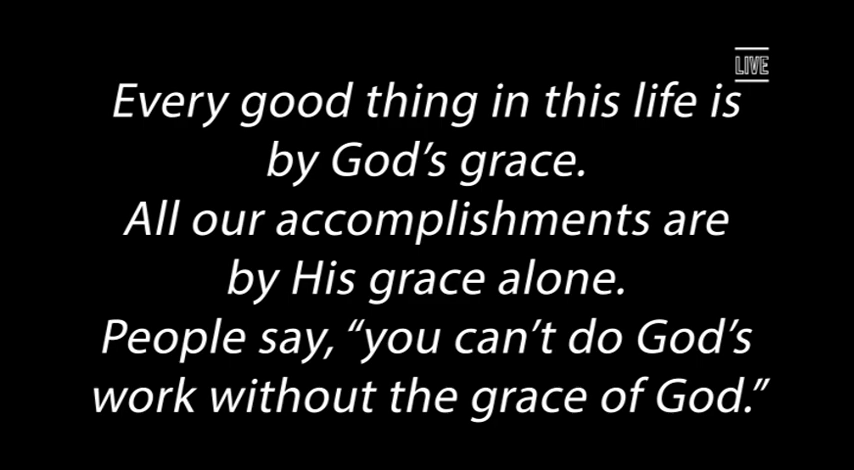 LIVE
Every good thing in this life is
by God’s grace.
All our accomplishments are
by His grace alone.
People say, “you can’t do God’s
work without the grace of God.”